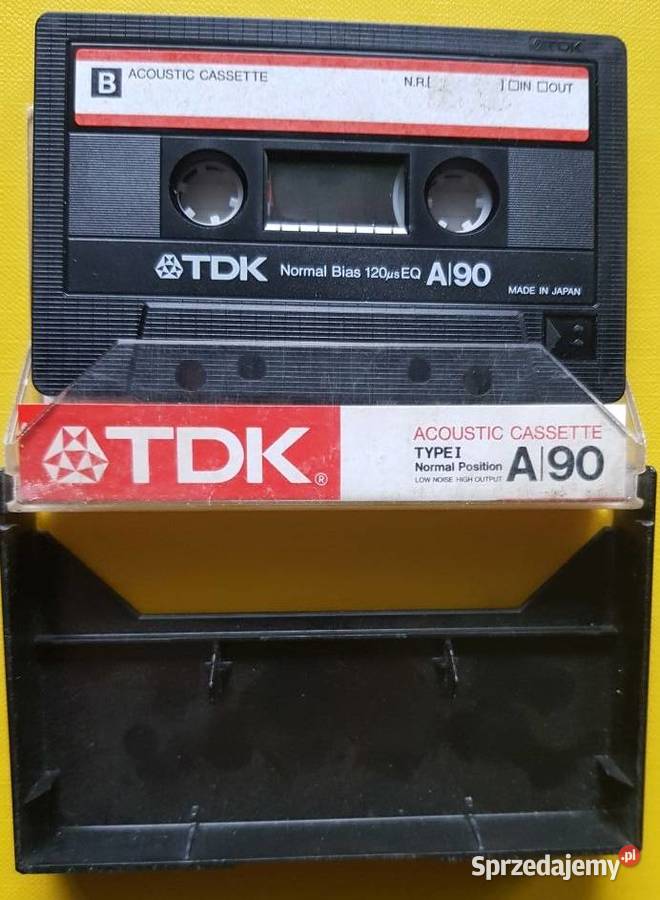 TDK
B ACOUSTIC CASSETTE N.R.[ ] □IN □OUT
TDK Normal Bias 120µs EQ A|90
MADE IN JAPAN
TDK®
ACOUSTIC CASSETTE
TYPE I
Normal Position
LOW NOISE HIGH OUTPUT
A|90
Sprzedajemy.pl